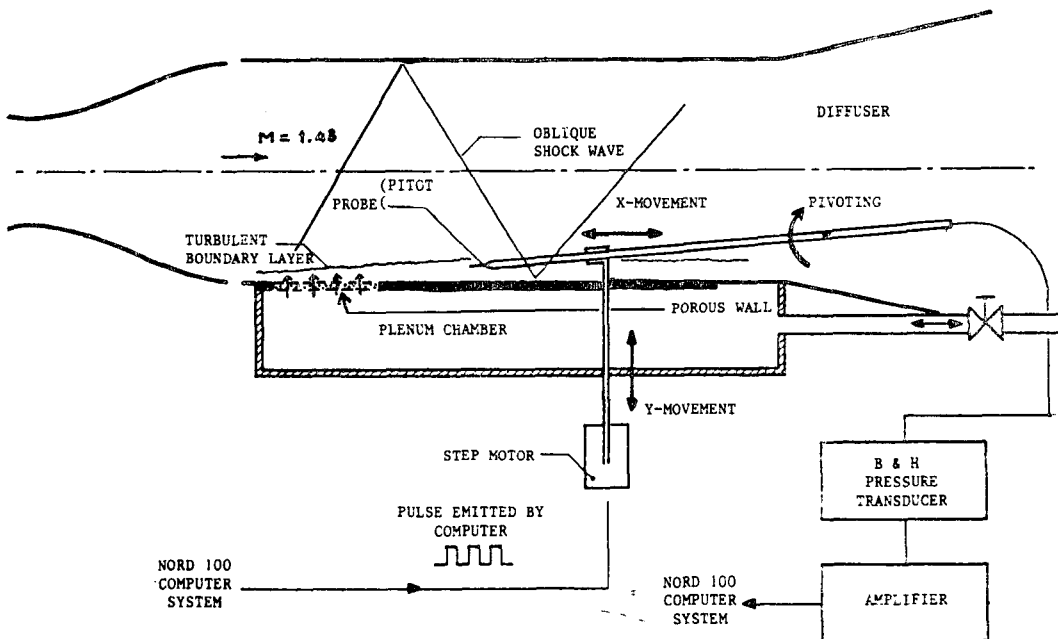 DIFFUSER
M = 1.48
OBLIQUE
SHOCK WAVE
(PITOT
PROBE(
X-MOVEMENT
PIVOTING
TURBULENT
BOUNDARY LAYER
POROUS WALL
PLENUM CHAMBER
Y-MOVEMENT
STEP MOTOR
B & H
PRESSURE
TRANSDUCER
PULSE EMITTED BY
COMPUTER
NORD 100
COMPUTER
SYSTEM
NORD 100
COMPUTER
SYSTEM
AMPLIFIER